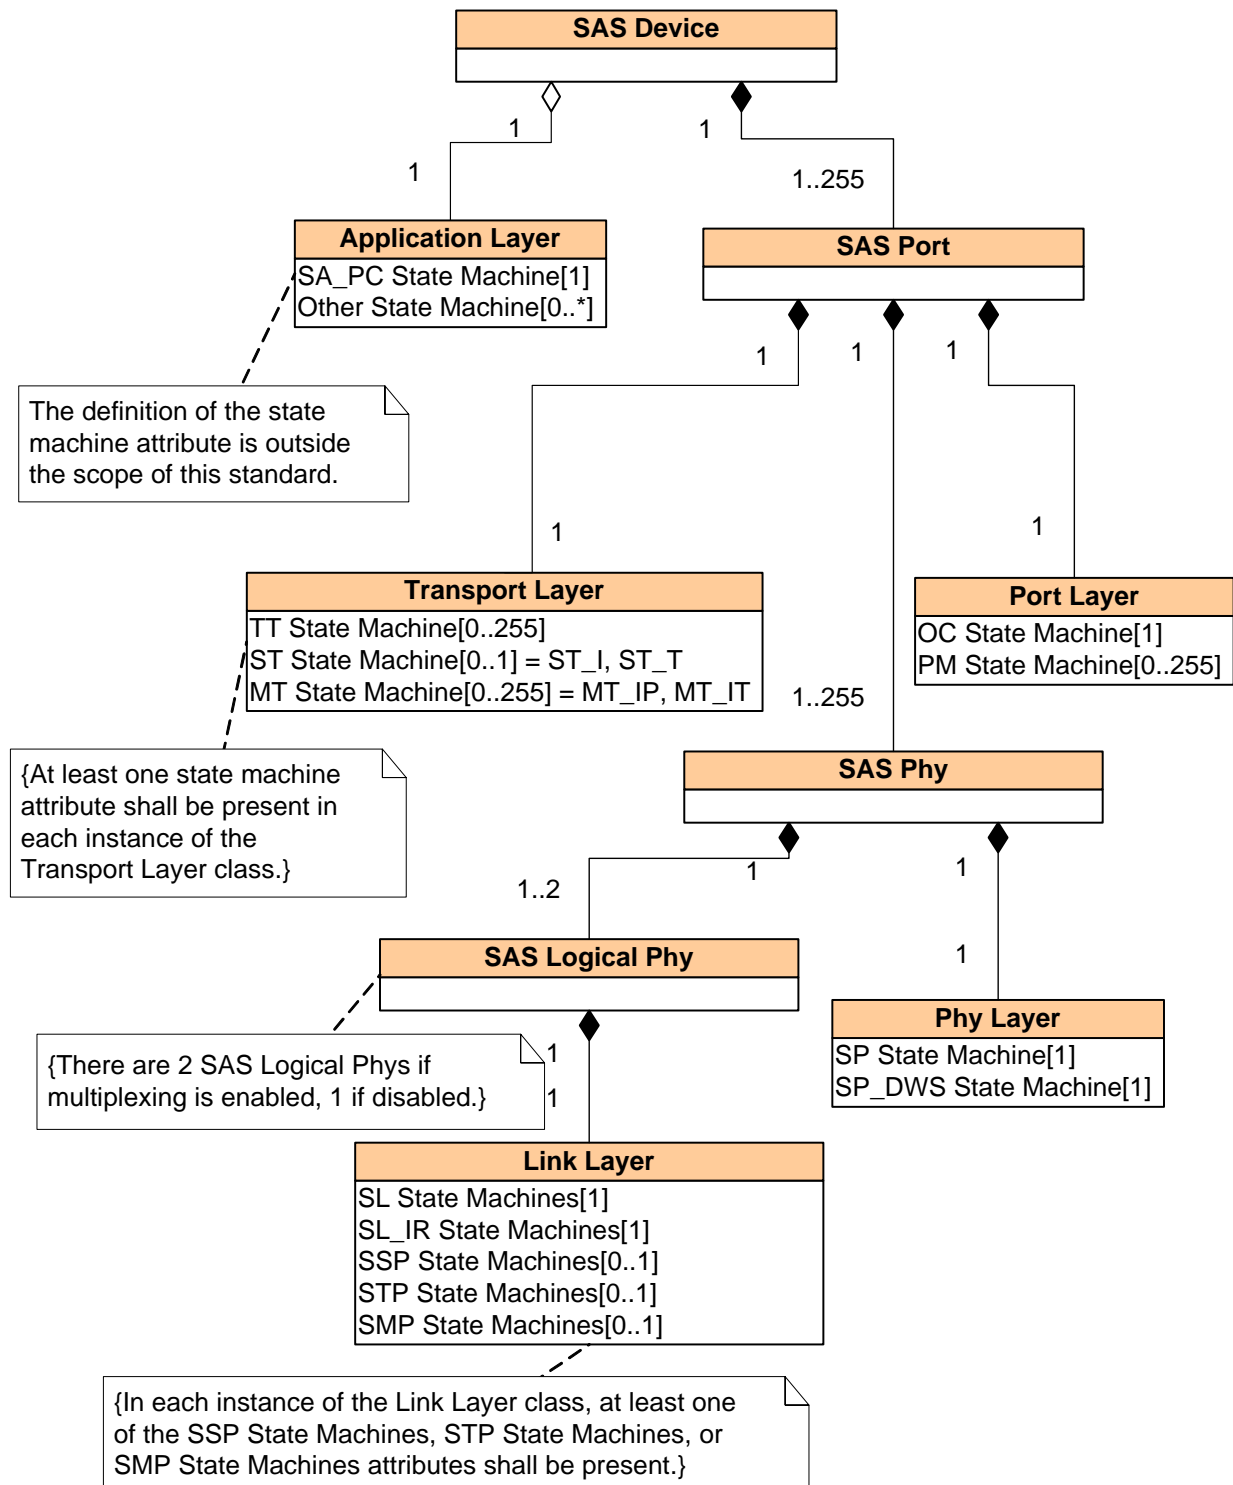 SAS Device
1
1
1
1..255
Application Layer
SA_PC State Machine[1]
Other State Machine[0..*]
SAS Port
The definition of the state
machine attribute is outside
the scope of this standard.
1
1
1
1
1
Transport Layer
TT State Machine[0..255]
ST State Machine[0..1] = ST_I, ST_T
MT State Machine[0..255] = MT_IP, MT_IT
Port Layer
OC State Machine[1]
PM State Machine[0..255]
1..255
{At least one state machine
attribute shall be present in
each instance of the
Transport Layer class.}
SAS Phy
1
1
1..2
1
SAS Logical Phy
{There are 2 SAS Logical Phys if
multiplexing is enabled, 1 if disabled.}
1
1
Phy Layer
SP State Machine[1]
SP_DWS State Machine[1]
Link Layer
SL State Machines[1]
SL_IR State Machines[1]
SSP State Machines[0..1]
STP State Machines[0..1]
SMP State Machines[0..1]
{In each instance of the Link Layer class, at least one
of the SSP State Machines, STP State Machines, or
SMP State Machines attributes shall be present.}